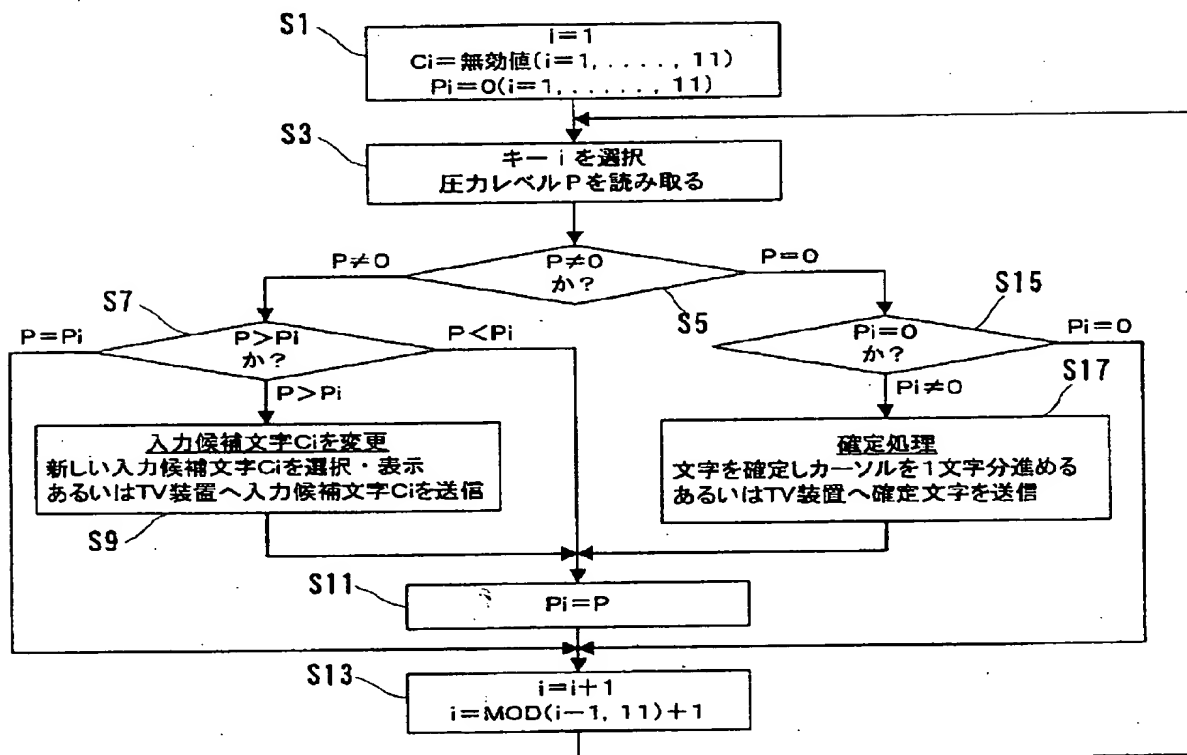 S1
i=1
Ci=無効値(i=1, . . . . ., 11)
Pi=0(i=1, . . . . . . , 11)
S3
キー i を選択
圧力レベルPを読み取る
P≠0
P≠0
か?
P=0
S5
S7
P=Pi
P>Pi
か?
P<Pi
P>Pi
S15
Pi=0
か?
Pi=0
Pi≠0
S17
入力候補文字Ciを変更
新しい入力候補文字Ciを選択・表示
あるいはTV装置へ入力候補文字Ciを送信
S9
確定処理
文字を確定しカーソルを1文字分進める
あるいはTV装置へ確定文字を送信
S11
Pi=P
S13
i=i+1
i=MOD(i-1, 11)+1